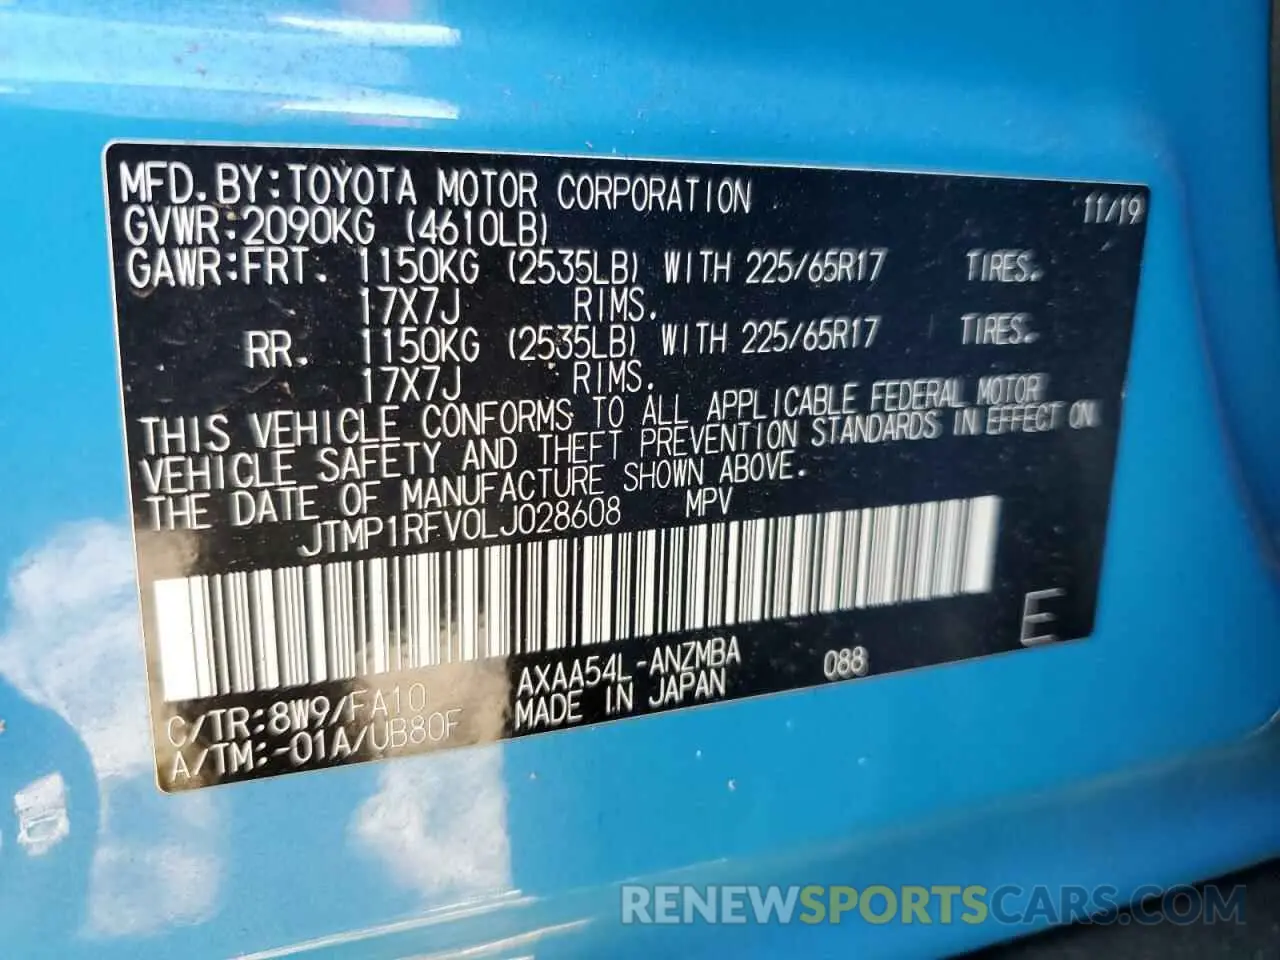 MFD.BY:TOYOTA MOTOR CORPORATION 11/19
GVWR:2090KG (4610LB)
GAWR:FRT. 1150KG (2535LB) WITH 225/65R17 TIRES.
17X7J RIMS.
RR. 1150KG (2535LB) WITH 225/65R17 TIRES.
17X7J RIMS.
THIS VEHICLE CONFORMS TO ALL APPLICABLE FEDERAL MOTOR
VEHICLE SAFETY AND THEFT PREVENTION STANDARDS IN EFFECT ON
THE DATE OF MANUFACTURE SHOWN ABOVE.
JTMP1RFV0LJ028608 MPV
E
AXAA54L-ANZMBA 088
C/TR:8W9/FA10
MADE IN JAPAN
A/TM:-01A/UB80F
RENEWSPORTSCARS.COM